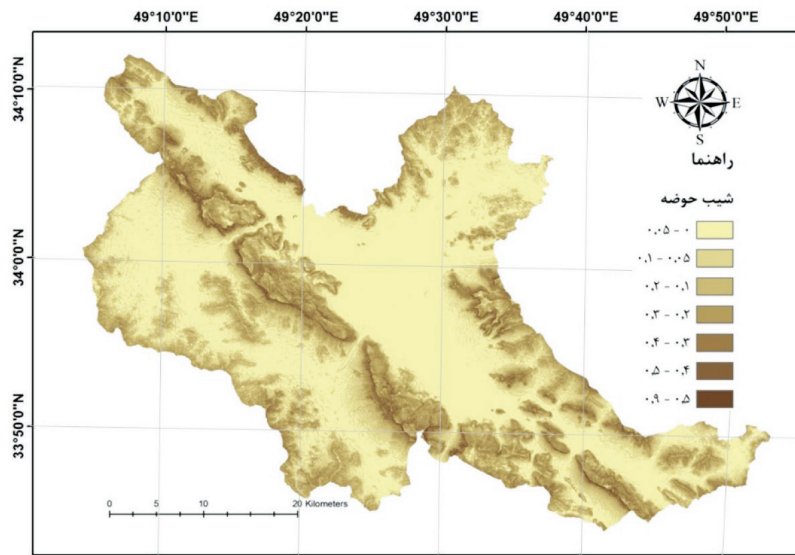 49°10'0"N 49°20'0"N 49°30'0"N 49°40'0"N 49°50'0"N
34°10'0"N
34°0'0"N
33°50'0"N
N
W E
S
راهنما
شیب حوضه
۰,۰۵ - ۰
۰,۱ - ۰,۰۵
۰,۲ - ۰,۱
۰,۳ - ۰,۲
۰,۴ - ۰,۳
۰,۵ - ۰,۴
۰,۹ - ۰,۵
0 5 10 20 Kilometers